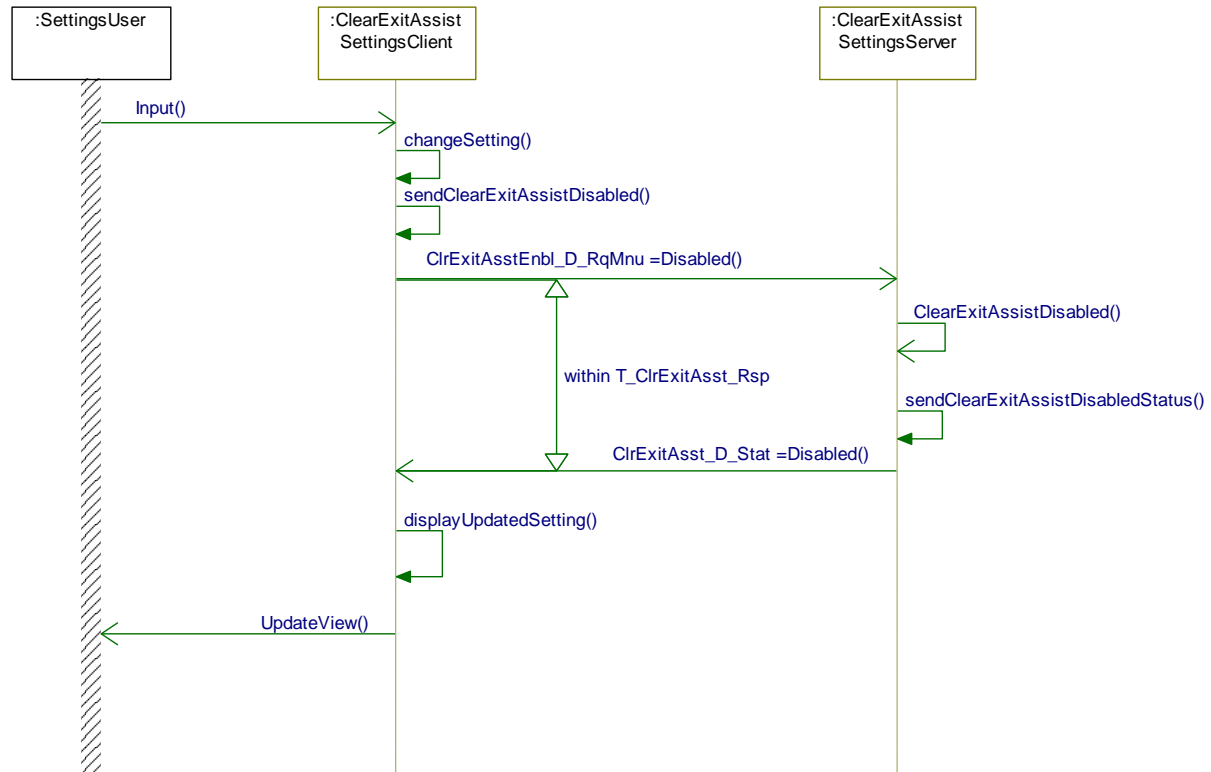 :SettingsUser
:ClearExitAssist
SettingsClient
:ClearExitAssist
SettingsServer
Input()
changeSetting()
sendClearExitAssistDisabled()
ClrExitAsstEnbl_D_RqMnu =Disabled()
ClearExitAssistDisabled()
within T_ClrExitAsst_Rsp
sendClearExitAssistDisabledStatus()
ClrExitAsst_D_Stat =Disabled()
displayUpdatedSetting()
UpdateView()